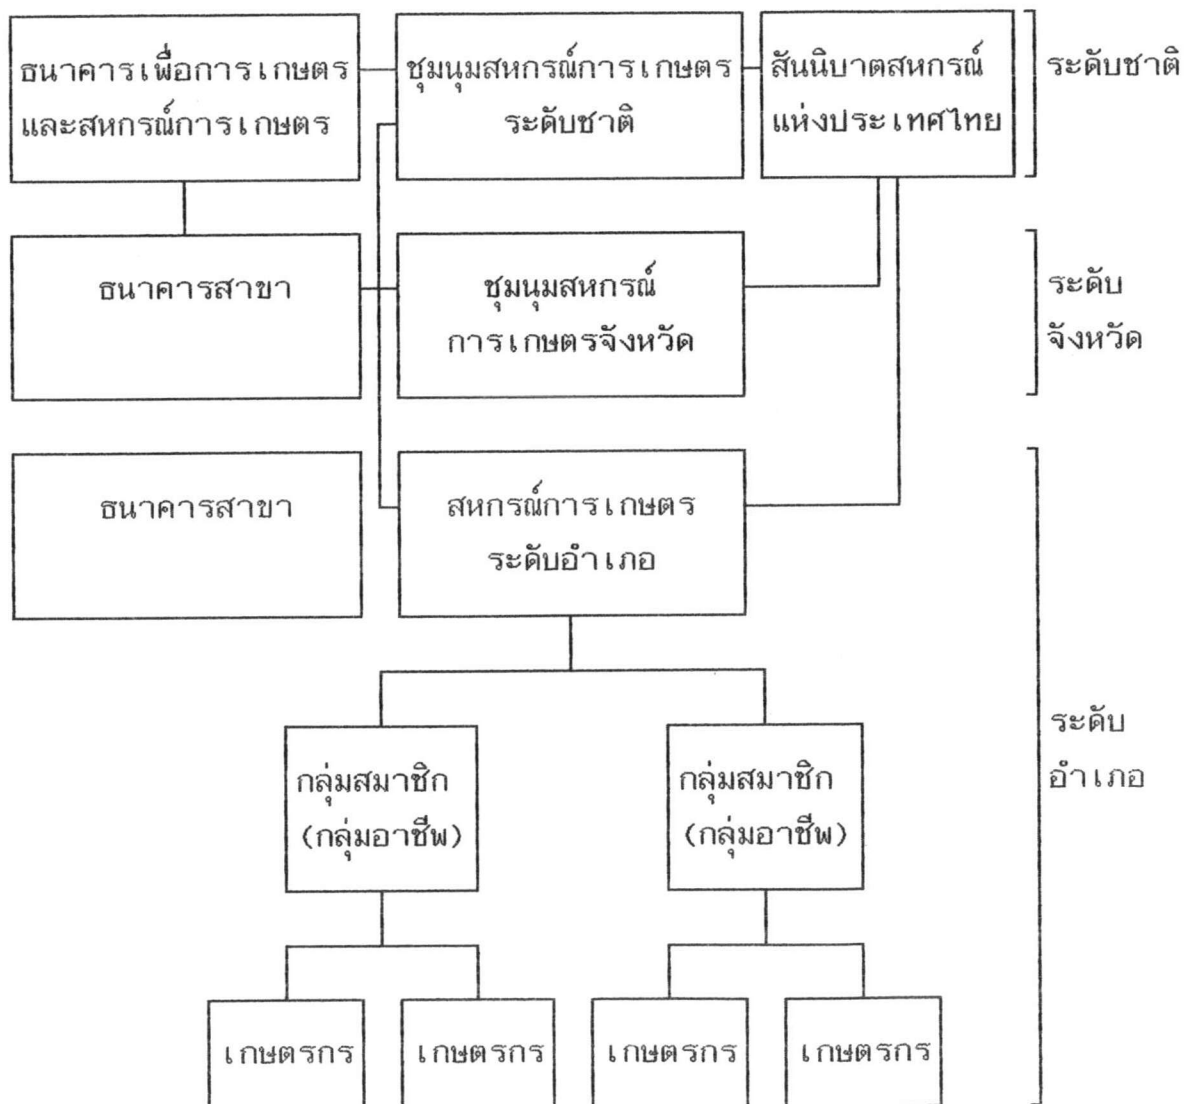 ธนาคารเพื่อการเกษตร
และสหกรณ์การเกษตร
ชุมนุมสหกรณ์การเกษตร
ระดับชาติ
สันนิบาตสหกรณ์
แห่งประเทศไทย
ระดับชาติ
ธนาคารสาขา
ชุมนุมสหกรณ์
การเกษตรจังหวัด
ระดับ
จังหวัด
ธนาคารสาขา
สหกรณ์การเกษตร
ระดับอำเภอ
ระดับ
อำเภอ
กลุ่มสมาชิก
(กลุ่มอาชีพ)
กลุ่มสมาชิก
(กลุ่มอาชีพ)
เกษตรกร
เกษตรกร
เกษตรกร
เกษตรกร